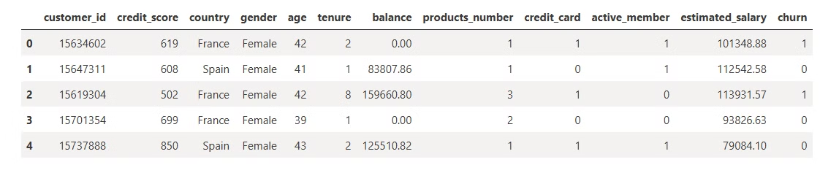 customer_id credit_score country gender age tenure balance products_number credit_card active_member estimated_salary churn
0 15634602 619 France Female 42 2 0.00 1 1 1 101348.88 1
1 15647311 608 Spain Female 41 1 83807.86 1 0 1 112542.58 0
2 15619304 502 France Female 42 8 159660.80 3 1 0 113931.57 1
3 15701354 699 France Female 39 1 0.00 2 0 0 93826.63 0
4 15737888 850 Spain Female 43 2 125510.82 1 1 1 79084.10 0